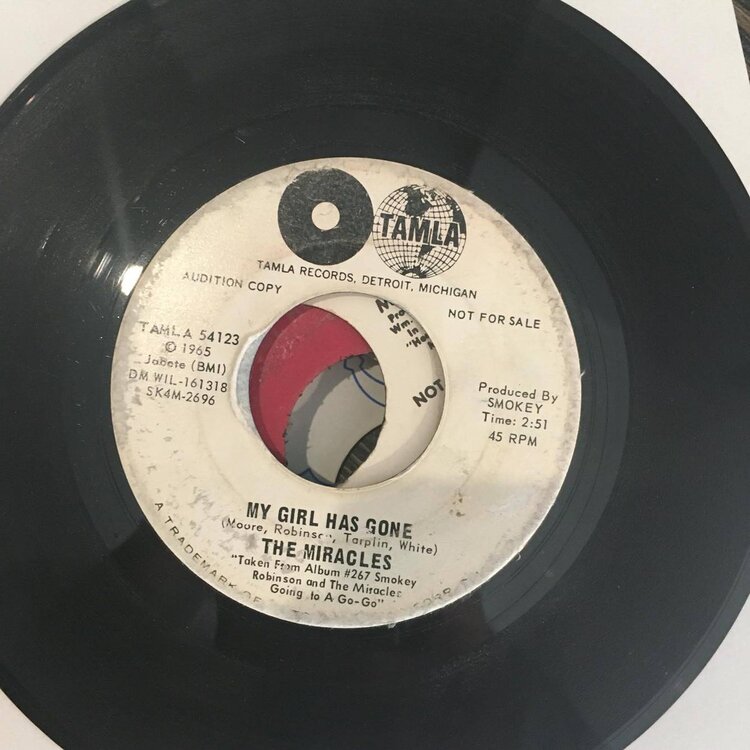 TAMLA
TAMLA RECORDS, DETROIT, MICHIGAN
AUDITION COPY
NOT FOR SALE
TAMLA 54123
© 1965
Jobete (BMI)
DM WIL-161318
SK4M-2696
Produced By
SMOKEY
Time: 2:51
45 RPM
NOT
MY GIRL HAS GONE
(Moore, Robinson, Tarplin, White)
THE MIRACLES
"Taken From Album #267 Smokey
Robinson and The Miracles
Going to A Go-Go"
A TRADEMARK OF